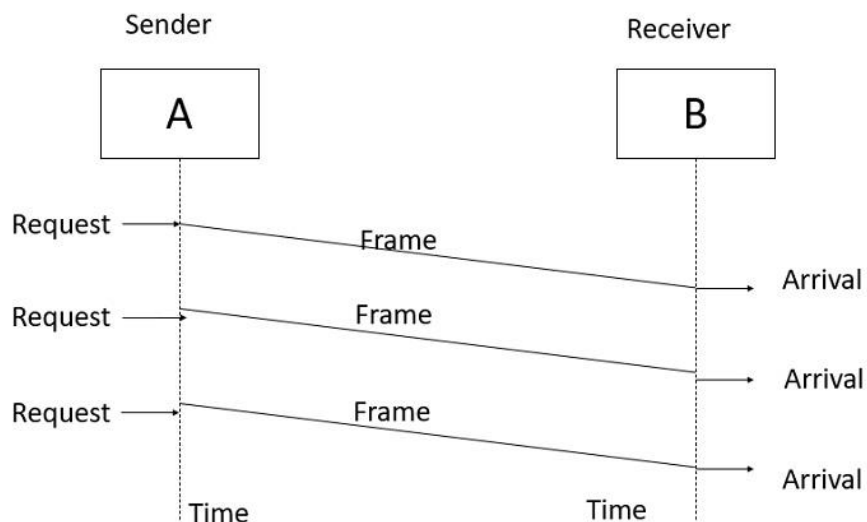 Sender
Receiver
A
B
Request
Frame
Arrival
Request
Frame
Arrival
Request
Frame
Arrival
Time
Time